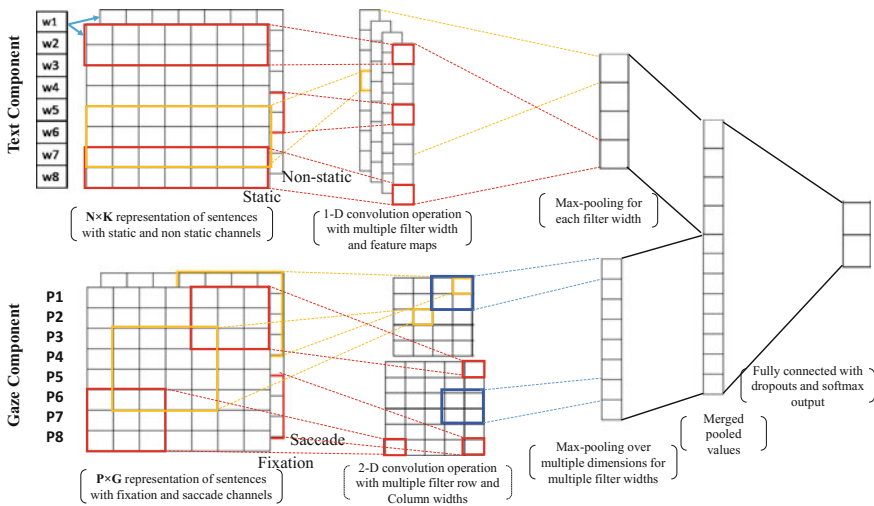 Text Component
w1
w2
w3
w4
w5
w6
w7
w8
Non-static
Static
N×K representation of sentences
with static and non static channels
1-D convolution operation
with multiple filter width
and feature maps
Max-pooling for
each filter width
Gaze Component
P1
P2
P3
P4
P5
P6
P7
P8
Saccade
Fixation
P×G representation of sentences
with fixation and saccade channels
2-D convolution operation
with multiple filter row and
Column widths
Max-pooling over
multiple dimensions for
multiple filter widths
Merged
pooled
values
Fully connected with
dropouts and softmax
output